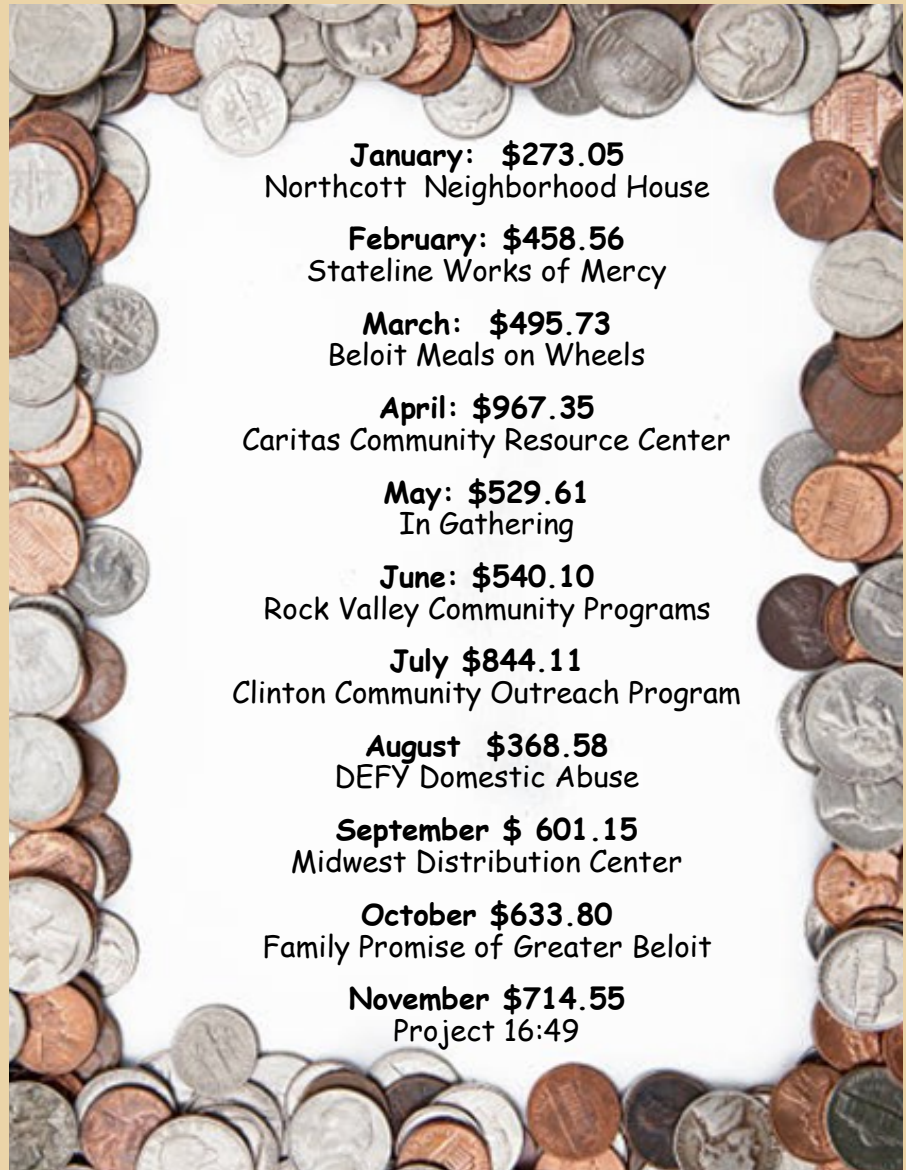 January: $273.05
Northcott Neighborhood House
February: $458.56
Stateline Works of Mercy
March: $495.73
Beloit Meals on Wheels
April: $967.35
Caritas Community Resource Center
May: $529.61
In Gathering
June: $540.10
Rock Valley Community Programs
July $844.11
Clinton Community Outreach Program
August $368.58
DEFY Domestic Abuse
September $ 601.15
Midwest Distribution Center
October $633.80
Family Promise of Greater Beloit
November $714.55
Project 16:49